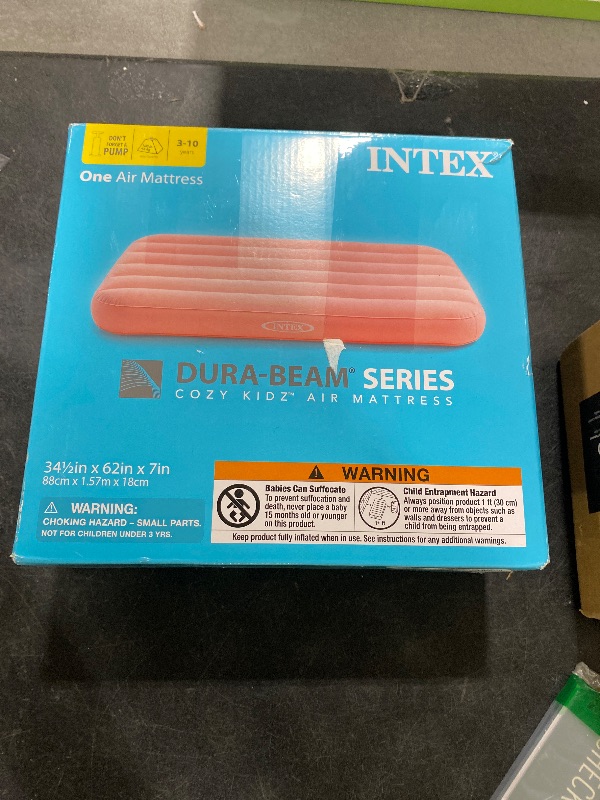 DON'T
FORGET A
PUMP
3-10
YEARS
INTEX
One Air Mattress
INTEX
DURA-BEAM® SERIES
COZY KIDZ™ AIR MATTRESS
34½in x 62in x 7in
88cm x 1.57m x 18cm
WARNING:
CHOKING HAZARD – SMALL PARTS.
NOT FOR CHILDREN UNDER 3 YRS.
WARNING
Babies Can Suffocate
To prevent suffocation and
death, never place a baby
15 months old or younger
on this product.
1 ft
Child Entrapment Hazard
Always position product 1 ft (30 cm)
or more away from objects such as
walls and dressers to prevent a
child from being entrapped.
Keep product fully inflated when in use. See instructions for any additional warnings.